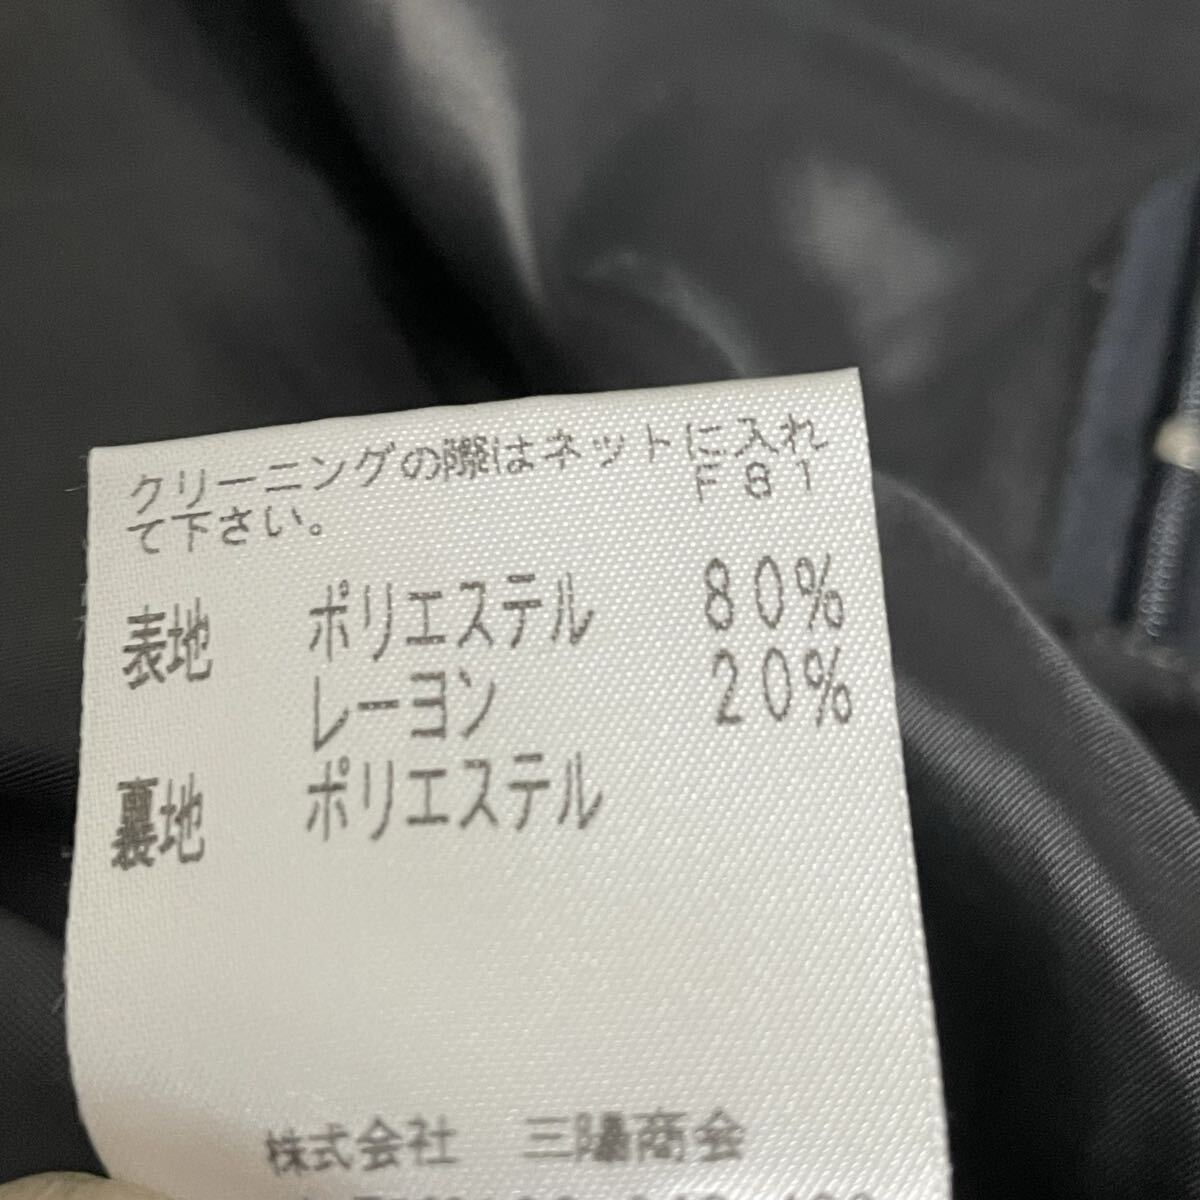 クリーニングの際はネットに入れ
て下さい。 F81
表地 ポリエステル 80%
レーヨン 20%
裏地 ポリエステル
株式会社 三陽商会